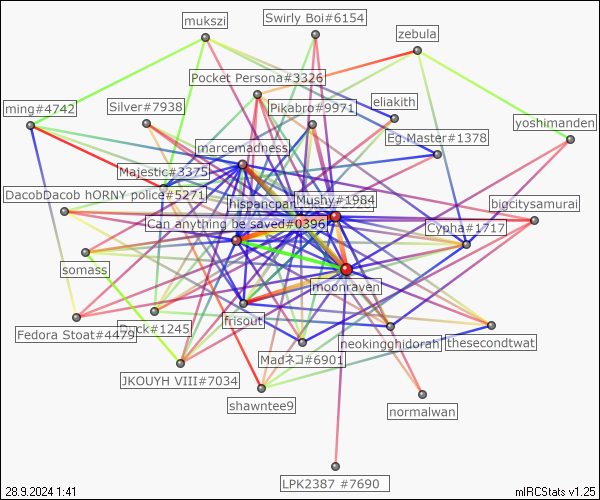 mukszi
Swirly Boi#6154
zebula
Pocket Persona#3326
ming#4742
Silver#7938
Pikabro#9971
eliakith
yoshimanden
Eg.Master#1378
marcemadness
Majestic#3375
DacobDacob hORNY police#5271
hispancpa
Mushy#1984
bigcitysamurai
Can anything be saved#0396
Cypha#1717
somass
moonraven
frisout
Fedora Stoat#4479
Duck#1245
neokingghidorah
thesecondtwat
Madネコ#6901
JKOUYH VIII#7034
shawntee9
normalwan
LPK2387 #7690
28.9.2024 1:41
mIRCStats v1.25